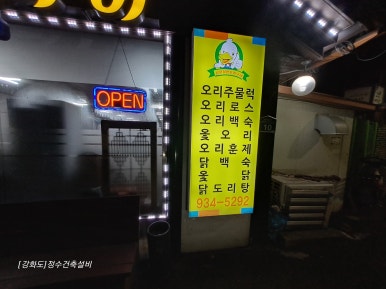 OPEN
오리주물럭
오리로스
오리백숙
옻오리
오리훈제
닭백숙
옻닭
닭도리탕
934-5292
[강화도]정수건축설비